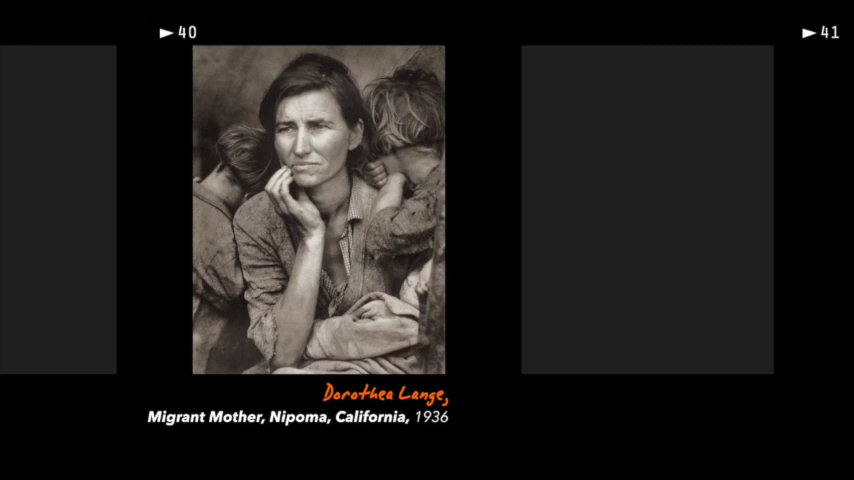 ▶40
▶41
Dorothea Lange,
Migrant Mother, Nipoma, California, 1936